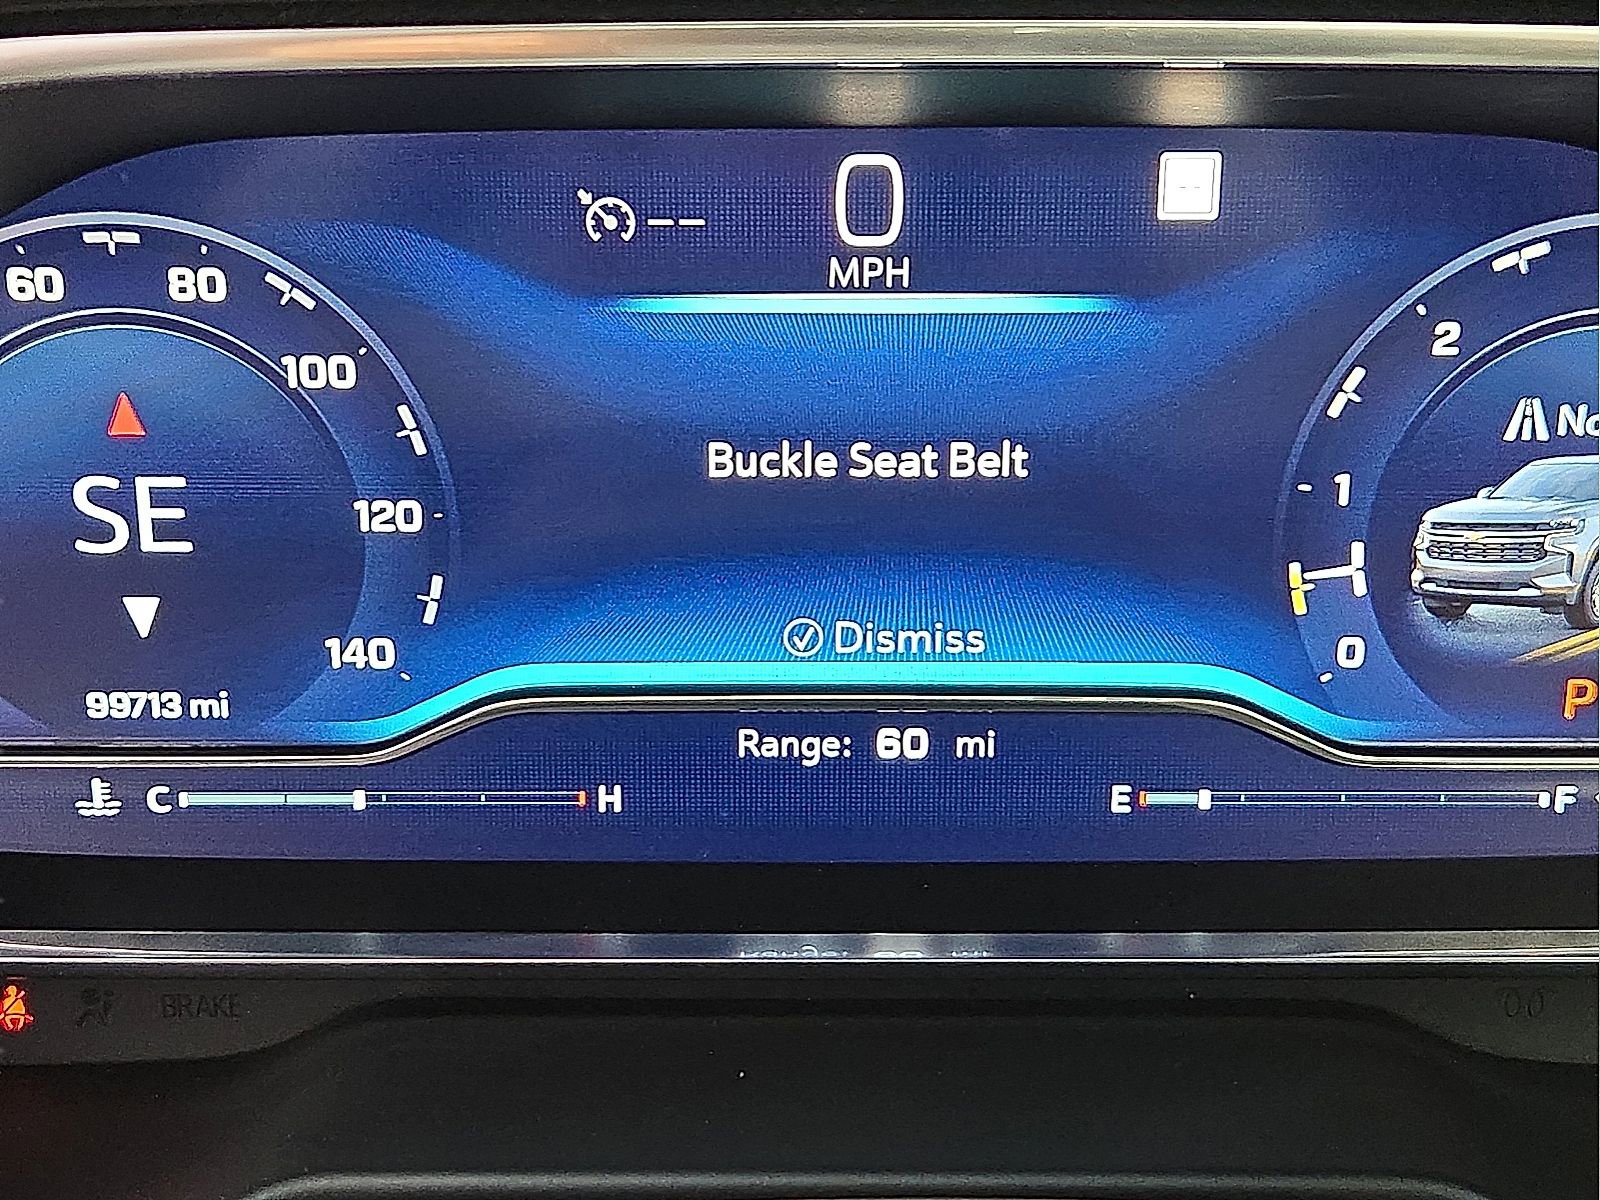 0
MPH
60
80
100
120
140
SE
99713 mi
Buckle Seat Belt
Dismiss
2
1
0
No
P
Range: 60 mi
C
H
E
F
BRAKE